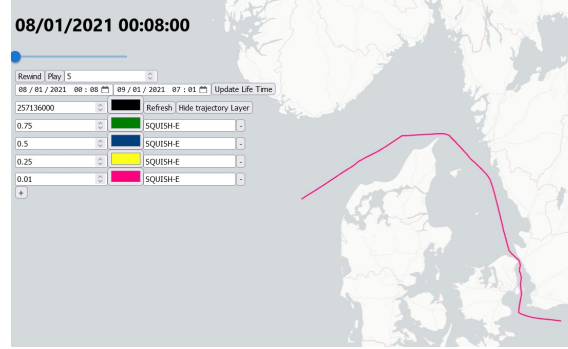 08/01/2021 00:08:00
Rewind Play 5
08/01/2021 00:08 09/01/2021 07:01 Update Life Time
257136000 Refresh Hide trajectory Layer
0.75 SQUISH-E -
0.5 SQUISH-E -
0.25 SQUISH-E -
0.01 SQUISH-E -
+